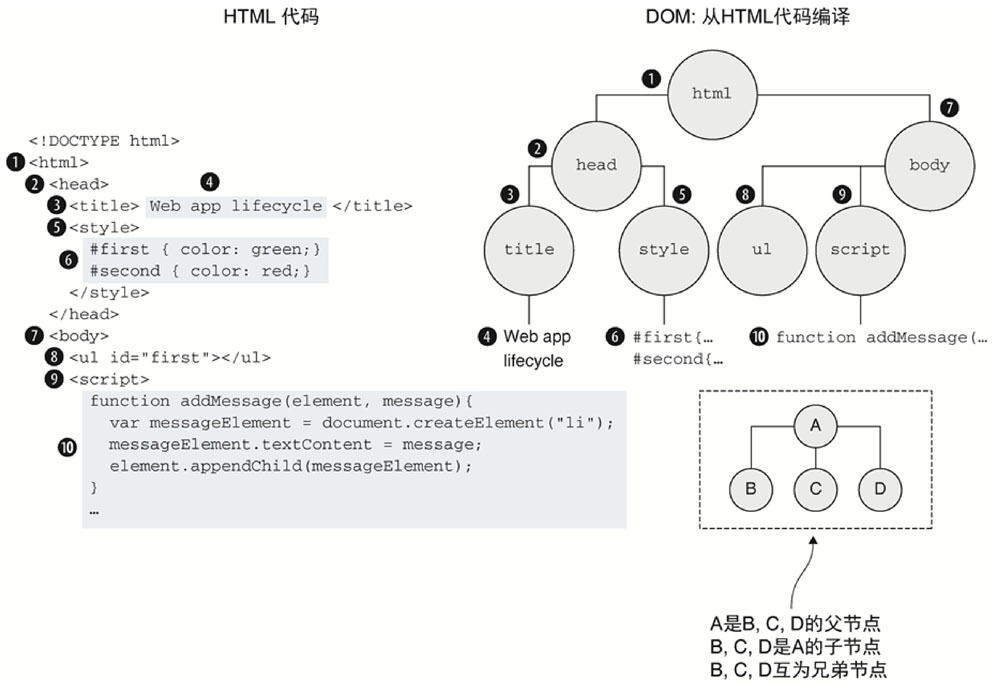 HTML 代码
<!DOCTYPE html>
1 <html>
2 <head>
4
3 <title> Web app lifecycle </title>
5 <style>
#first { color: green;}
6
#second { color: red;}
</style>
</head>
7 <body>
8 <ul id="first"></ul>
9 <script>
function addMessage(element, message){
var messageElement = document.createElement("li");
10 messageElement.textContent = message;
element.appendChild(messageElement);
}
…
DOM: 从HTML代码编译
1 html
2 head
7 body
3 title
5 style
8 ul
9 script
4 Web app
lifecycle
6 #first{…
#second{…
10 function addMessage(…
A
B C D
A是B, C, D的父节点
B, C, D是A的子节点
B, C, D互为兄弟节点